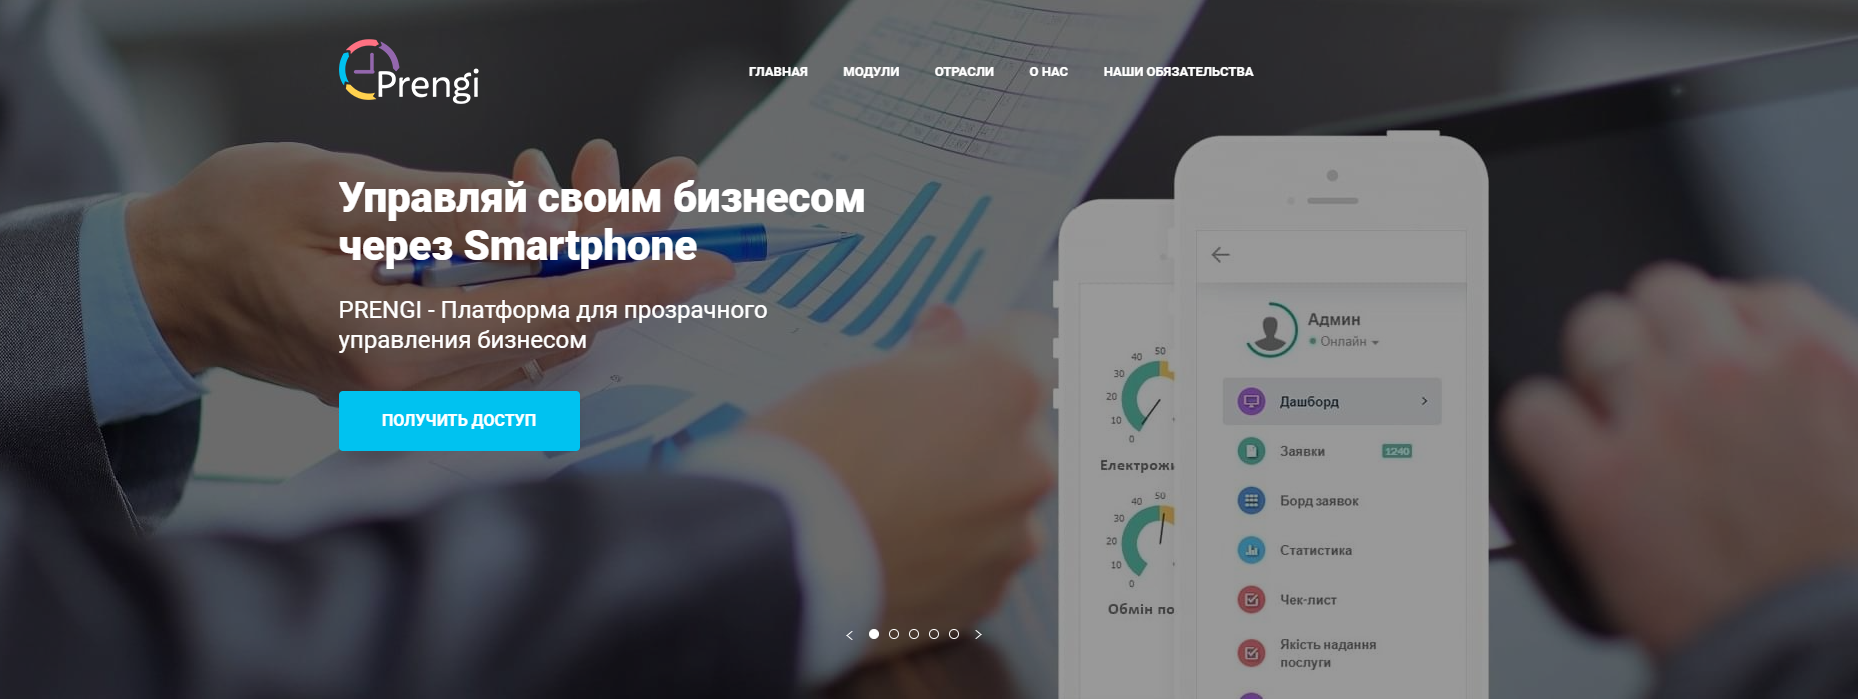 Prengi
ГЛАВНАЯ МОДУЛИ ОТРАСЛИ О НАС НАШИ ОБЯЗАТЕЛЬСТВА
Управляй своим бизнесом
через Smartphone
PRENGI - Платформа для прозрачного
управления бизнесом
ПОЛУЧИТЬ ДОСТУП
50
40
30
20
10
0
50
40
30
20
10
0
Обмін по
Админ
Онлайн
Дашборд
Заявки 1240
Борд заявок
Статистика
Чек-лист
Якість надання
послуги